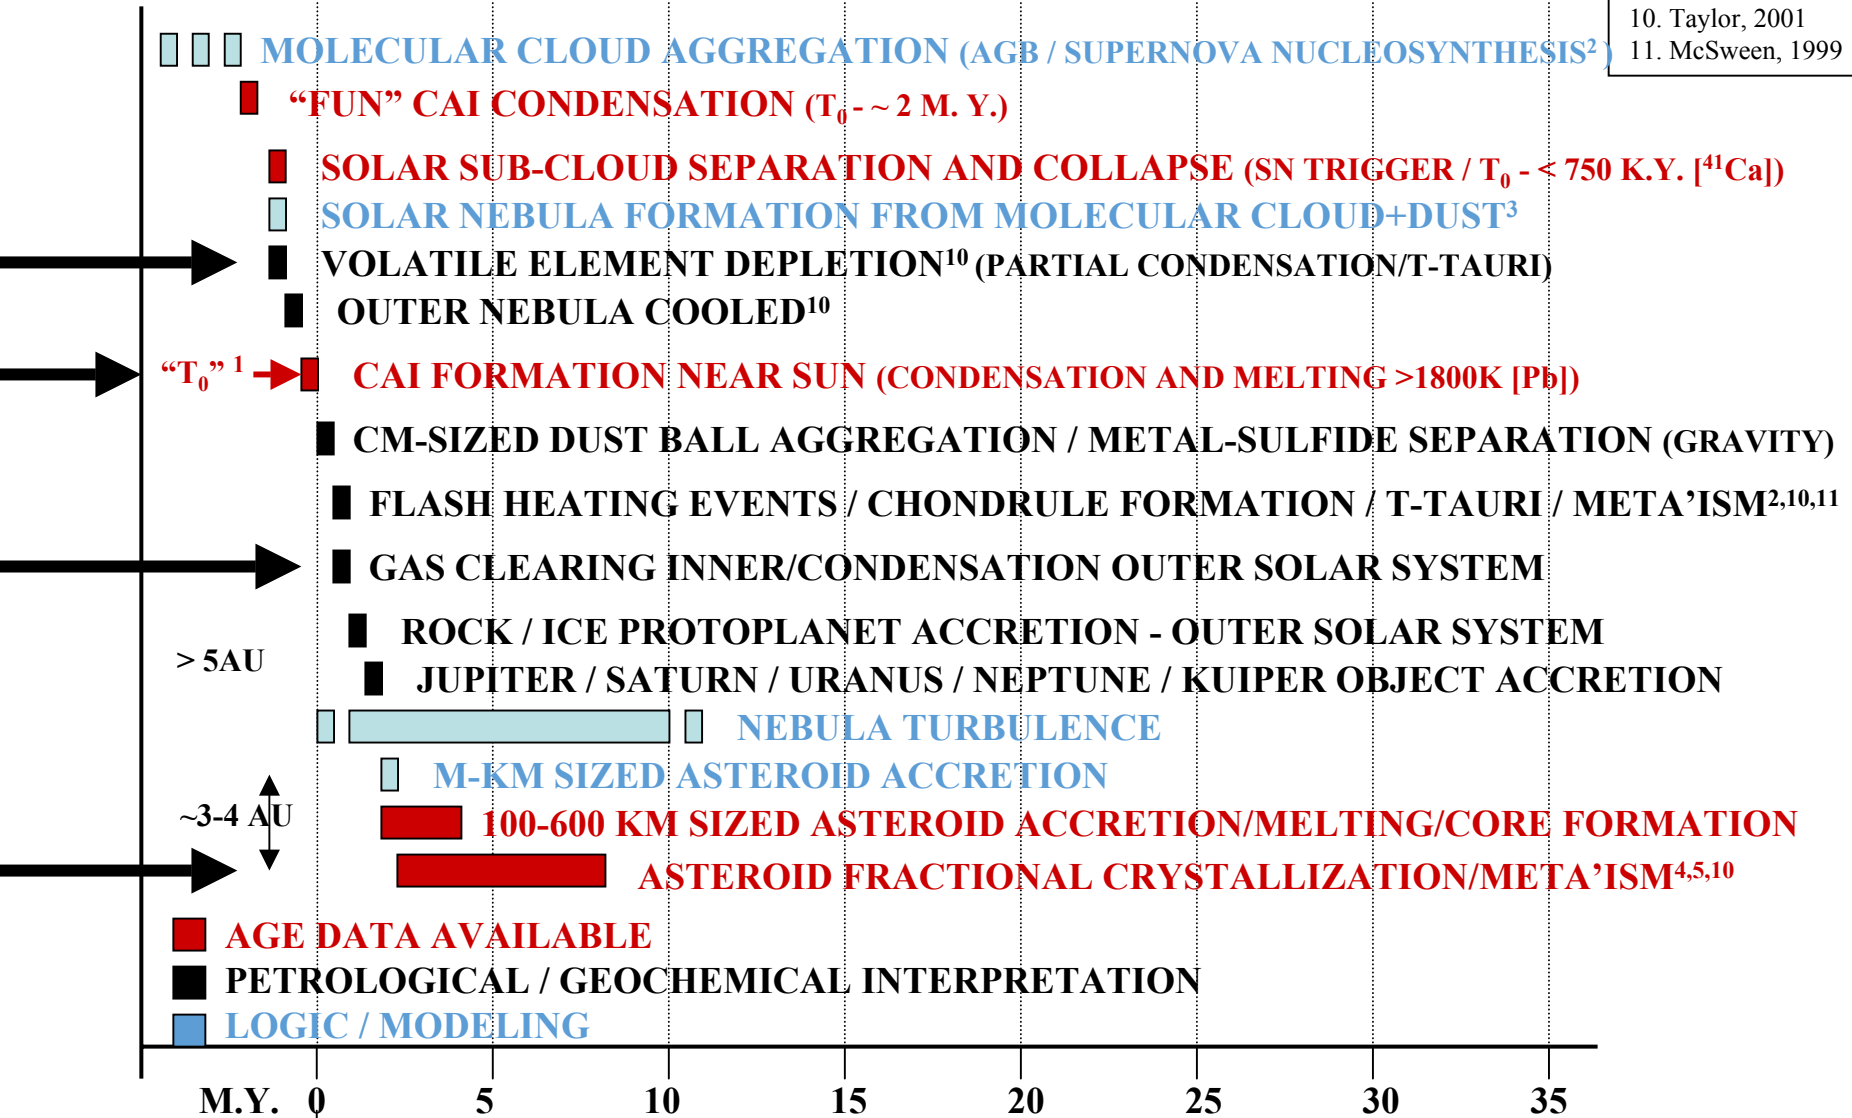 10. Taylor, 2001
11. McSween, 1999
MOLECULAR CLOUD AGGREGATION (AGB / SUPERNOVA NUCLEOSYNTHESIS²)
“FUN” CAI CONDENSATION (T₀ - ~ 2 M. Y.)
SOLAR SUB-CLOUD SEPARATION AND COLLAPSE (SN TRIGGER / T₀ - < 750 K.Y. [⁴¹Ca])
SOLAR NEBULA FORMATION FROM MOLECULAR CLOUD+DUST³
VOLATILE ELEMENT DEPLETION¹⁰ (PARTIAL CONDENSATION/T-TAURI)
OUTER NEBULA COOLED¹⁰
“T₀” ¹ CAI FORMATION NEAR SUN (CONDENSATION AND MELTING >1800K [Pb])
CM-SIZED DUST BALL AGGREGATION / METAL-SULFIDE SEPARATION (GRAVITY)
FLASH HEATING EVENTS / CHONDRULE FORMATION / T-TAURI / META’ISM²,¹⁰,¹¹
GAS CLEARING INNER/CONDENSATION OUTER SOLAR SYSTEM
ROCK / ICE PROTOPLANET ACCRETION - OUTER SOLAR SYSTEM
> 5AU
JUPITER / SATURN / URANUS / NEPTUNE / KUIPER OBJECT ACCRETION
NEBULA TURBULENCE
M-KM SIZED ASTEROID ACCRETION
~3-4 AU
100-600 KM SIZED ASTEROID ACCRETION/MELTING/CORE FORMATION
ASTEROID FRACTIONAL CRYSTALLIZATION/META’ISM⁴,⁵,¹⁰
AGE DATA AVAILABLE
PETROLOGICAL / GEOCHEMICAL INTERPRETATION
LOGIC / MODELING
M.Y. 0 5 10 15 20 25 30 35